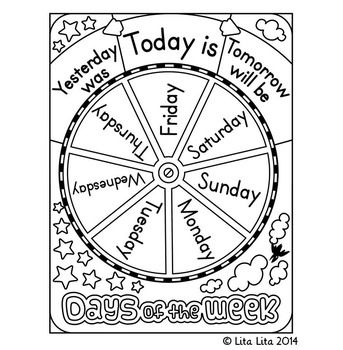 Yesterday
was
Today is
Tomorrow
will be
Friday
Saturday
Sunday
Monday
Tuesday
Wednesday
Thursday
Days of the Week
© Lita Lita 2014